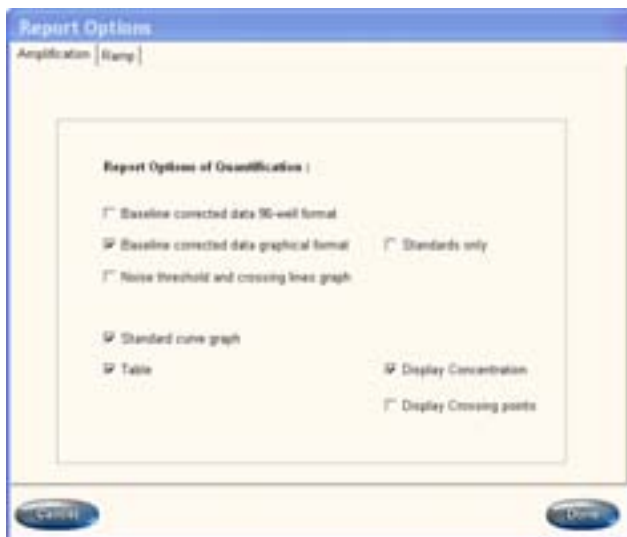 Report Options
Amplification Ramp
Report Options of Quantification :
Baseline corrected data 96-well format
Baseline corrected data graphical format Standards only
Noise threshold and crossing lines graph
Standard curve graph
Table Display Concentration
Display Crossing points
Cancel Done